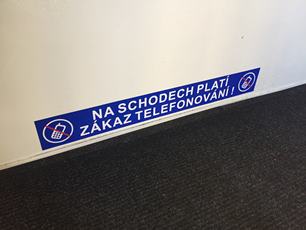 NA SCHODECH PLATÍ
ZÁKAZ TELEFONOVÁNÍ !